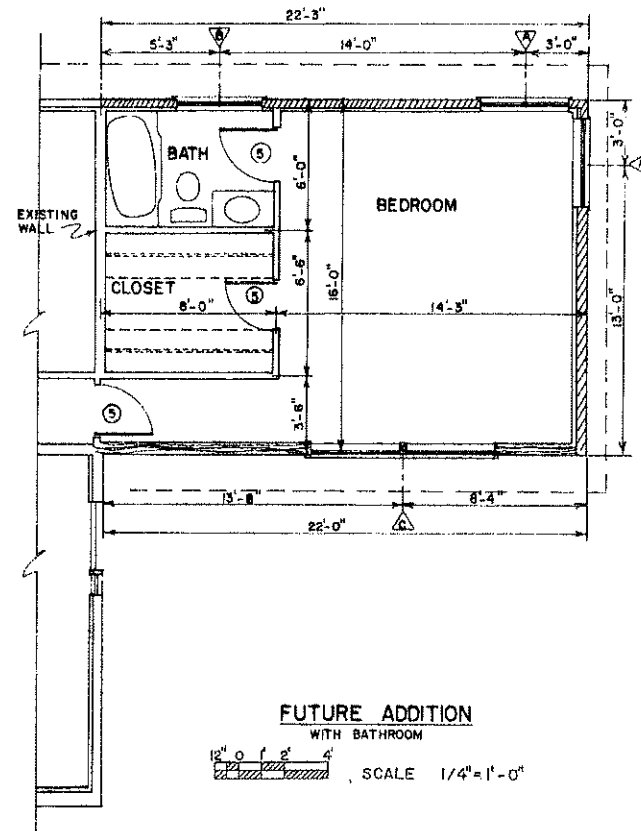 22'-3"
5'-3" B 14'-0" A 3'-0"
BATH
5
6'-0"
BEDROOM
3'-0"
EXISTING
WALL
CLOSET
8'-0"
5
6'-6"
16'-0"
14'-3"
13'-0"
5
3'-6"
13'-8" 8'-4"
C
22'-0"
FUTURE ADDITION
WITH BATHROOM
12" 0 1' 2' 4'
SCALE 1/4"=1'-0"